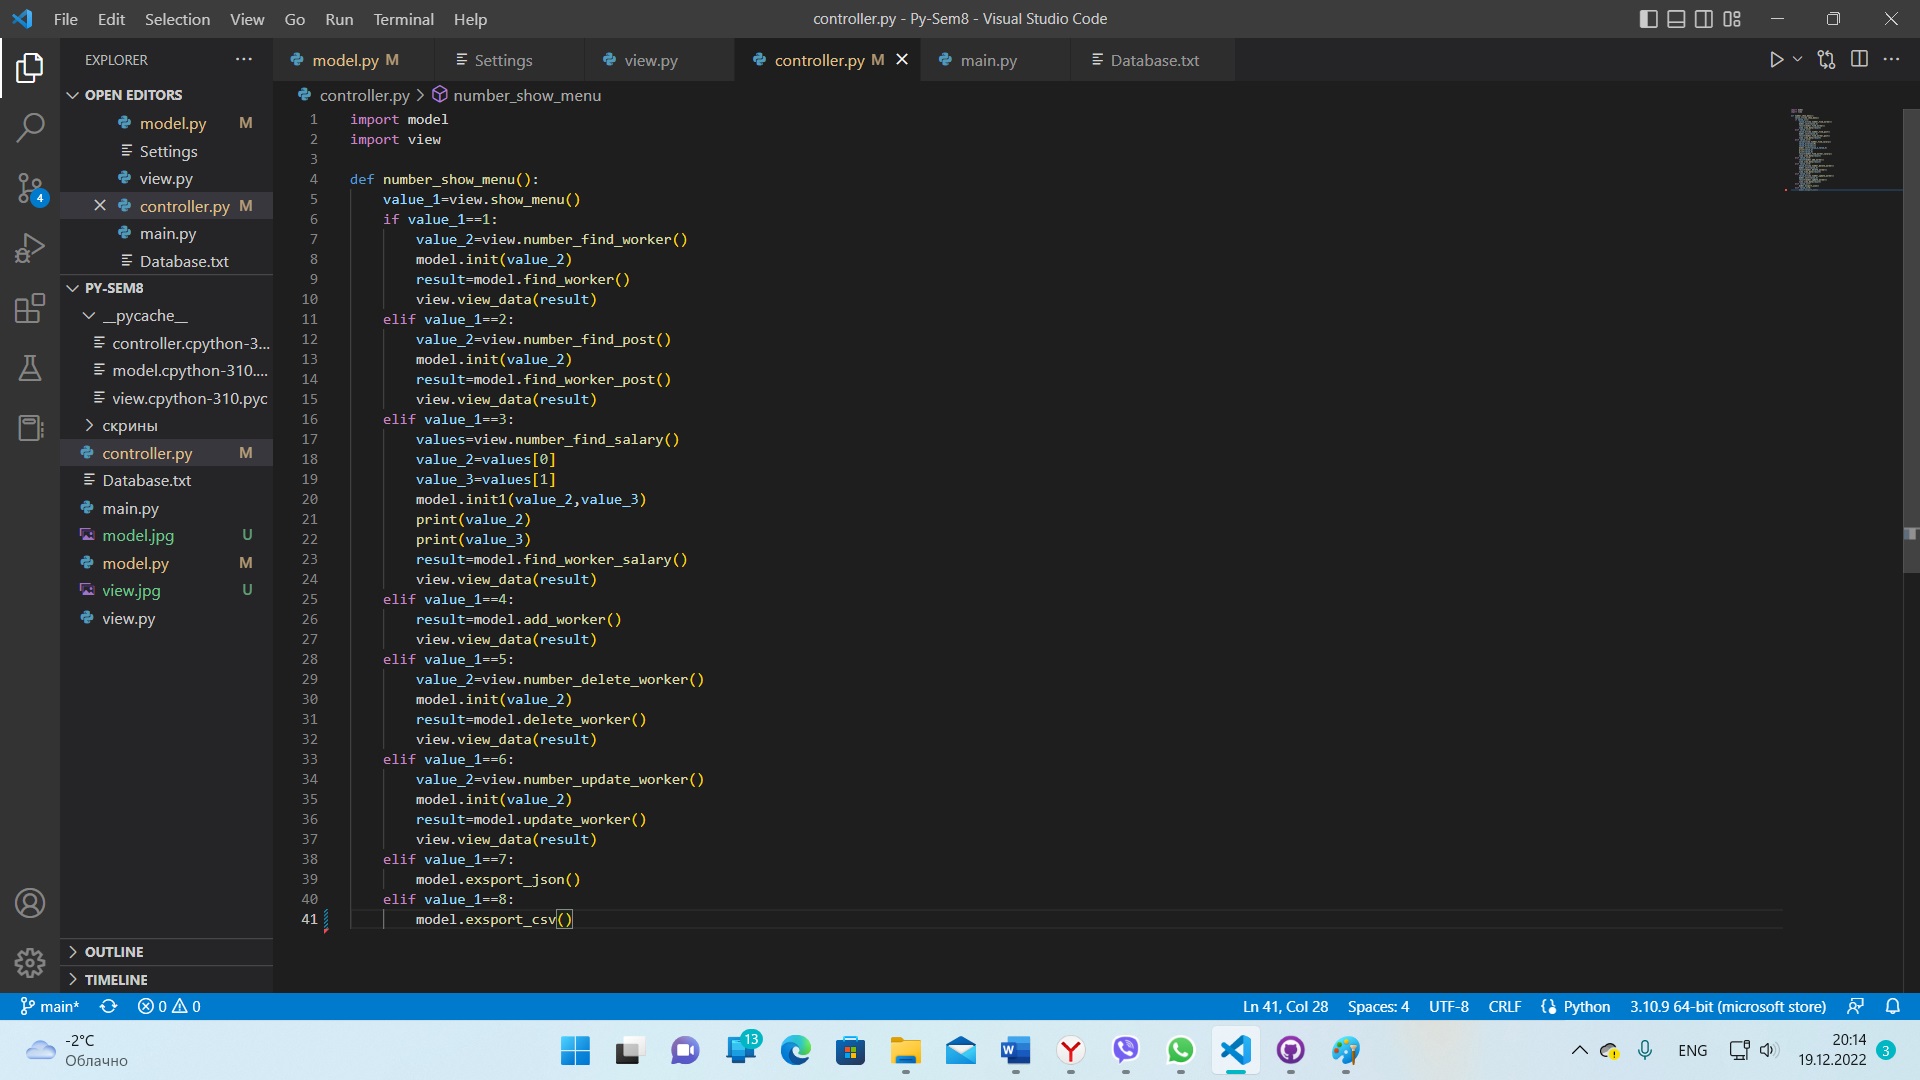 File Edit Selection View Go Run Terminal Help
controller.py - Py-Sem8 - Visual Studio Code
EXPLORER
model.py M
Settings
view.py
controller.py M
main.py
Database.txt
OPEN EDITORS
model.py M
Settings
view.py
controller.py M
main.py
Database.txt
4
PY-SEM8
__pycache__
controller.cpython-3...
model.cpython-310....
view.cpython-310.pyc
скрины
controller.py M
Database.txt
main.py
model.jpg U
model.py M
view.jpg U
view.py
OUTLINE
TIMELINE
controller.py > number_show_menu
1 import model
2 import view
3
4 def number_show_menu():
5 value_1=view.show_menu()
6 if value_1==1:
7 value_2=view.number_find_worker()
8 model.init(value_2)
9 result=model.find_worker()
10 view.view_data(result)
11 elif value_1==2:
12 value_2=view.number_find_post()
13 model.init(value_2)
14 result=model.find_worker_post()
15 view.view_data(result)
16 elif value_1==3:
17 values=view.number_find_salary()
18 value_2=values[0]
19 value_3=values[1]
20 model.init1(value_2,value_3)
21 print(value_2)
22 print(value_3)
23 result=model.find_worker_salary()
24 view.view_data(result)
25 elif value_1==4:
26 result=model.add_worker()
27 view.view_data(result)
28 elif value_1==5:
29 value_2=view.number_delete_worker()
30 model.init(value_2)
31 result=model.delete_worker()
32 view.view_data(result)
33 elif value_1==6:
34 value_2=view.number_update_worker()
35 model.init(value_2)
36 result=model.update_worker()
37 view.view_data(result)
38 elif value_1==7:
39 model.exsport_json()
40 elif value_1==8:
41 model.exsport_csv()
main* 0 0
Ln 41, Col 28 Spaces: 4 UTF-8 CRLF Python 3.10.9 64-bit (microsoft store)
-2°C
Облачно
13
ENG
20:14
19.12.2022
3